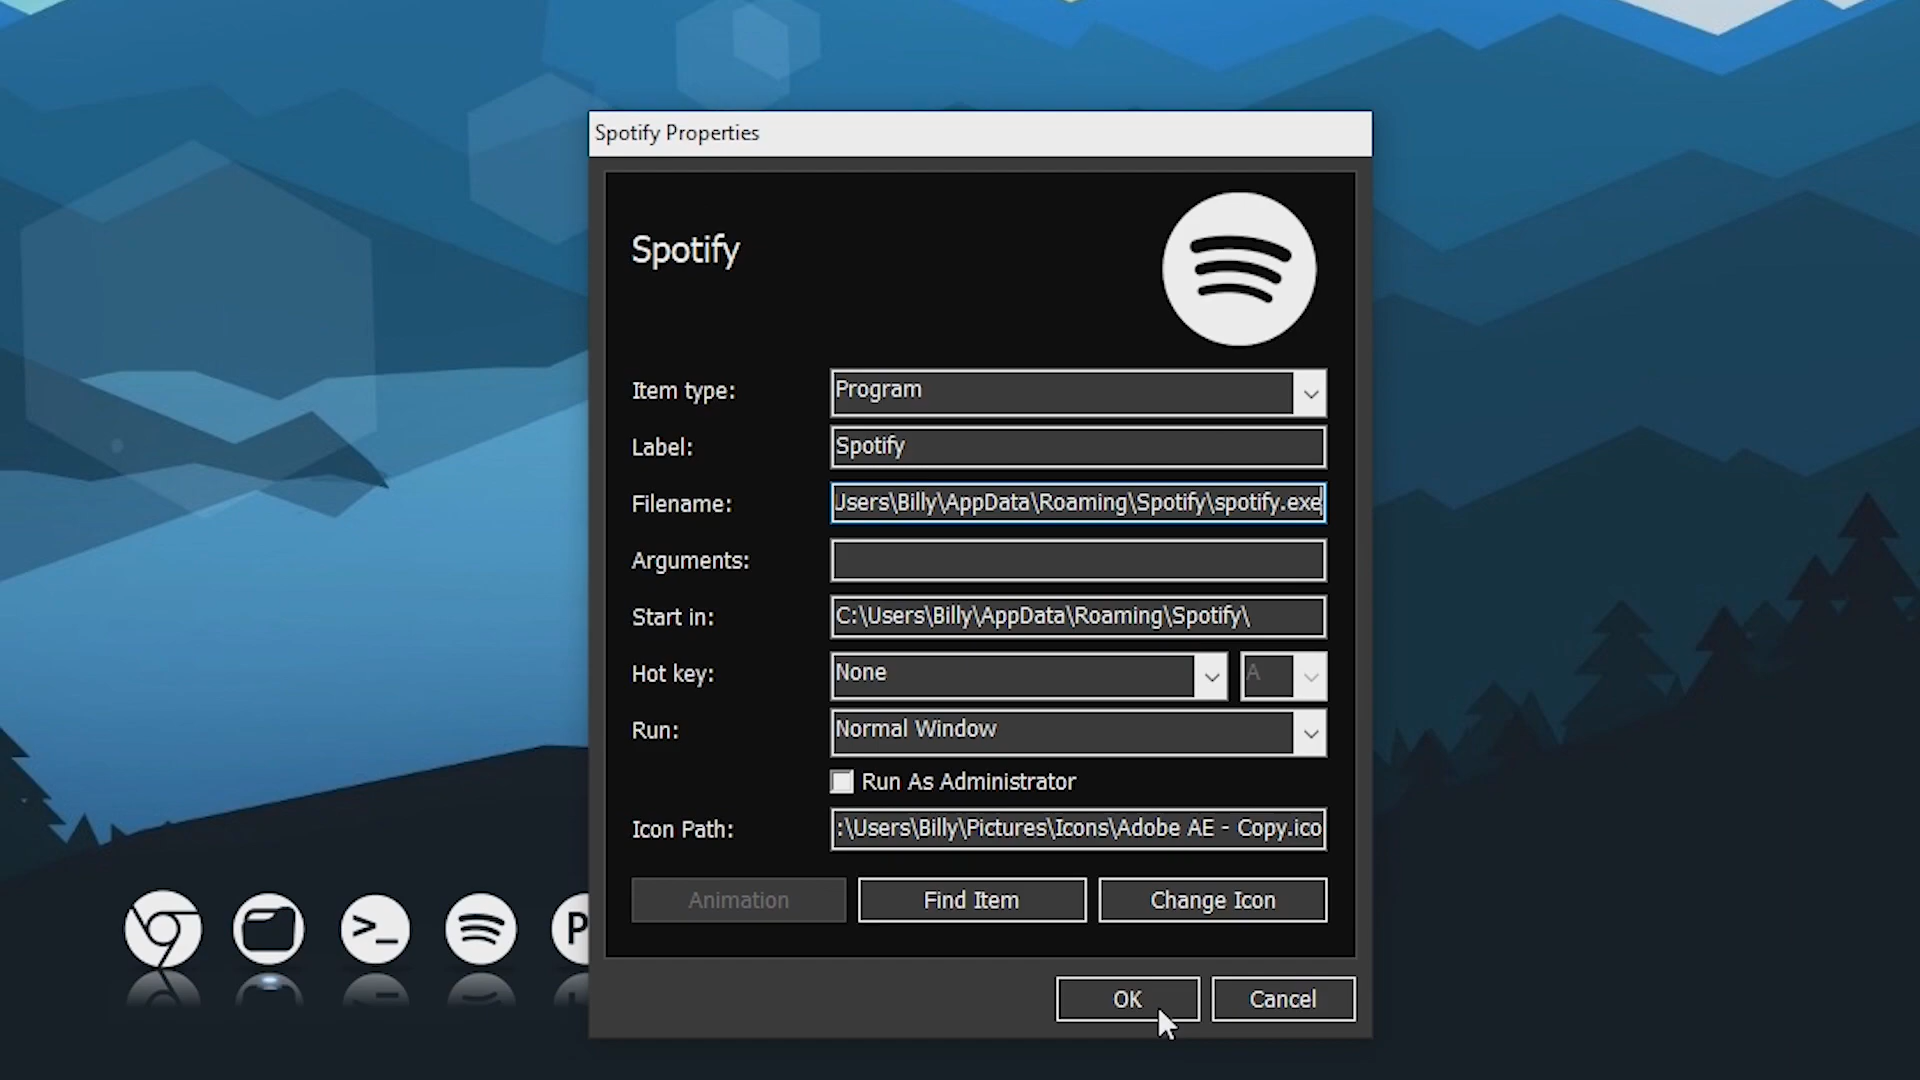 Spotify Properties
Spotify
Item type: Program
Label: Spotify
Filename: Users\Billy\AppData\Roaming\Spotify\spotify.exe
Arguments:
Start in: C:\Users\Billy\AppData\Roaming\Spotify\
Hot key: None A
Run: Normal Window
Run As Administrator
Icon Path: :\Users\Billy\Pictures\Icons\Adobe AE - Copy.ico
Animation Find Item Change Icon
>_ P
OK Cancel